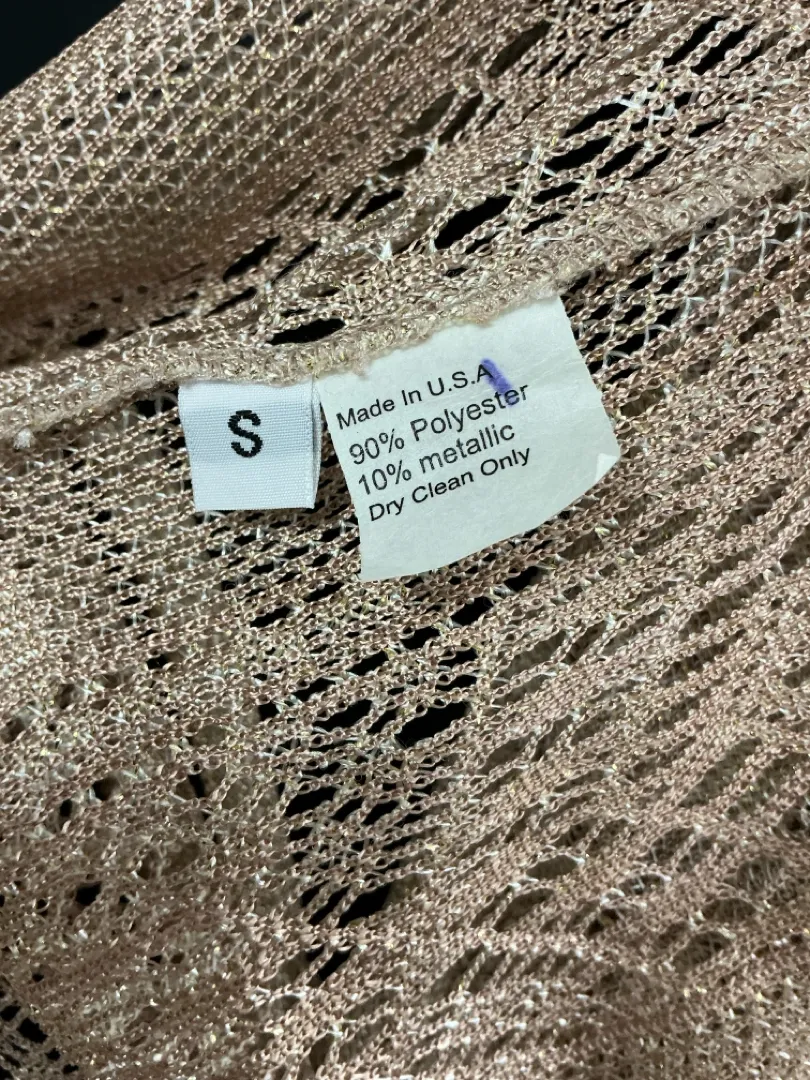 S
Made In U.S.A
90% Polyester
10% metallic
Dry Clean Only